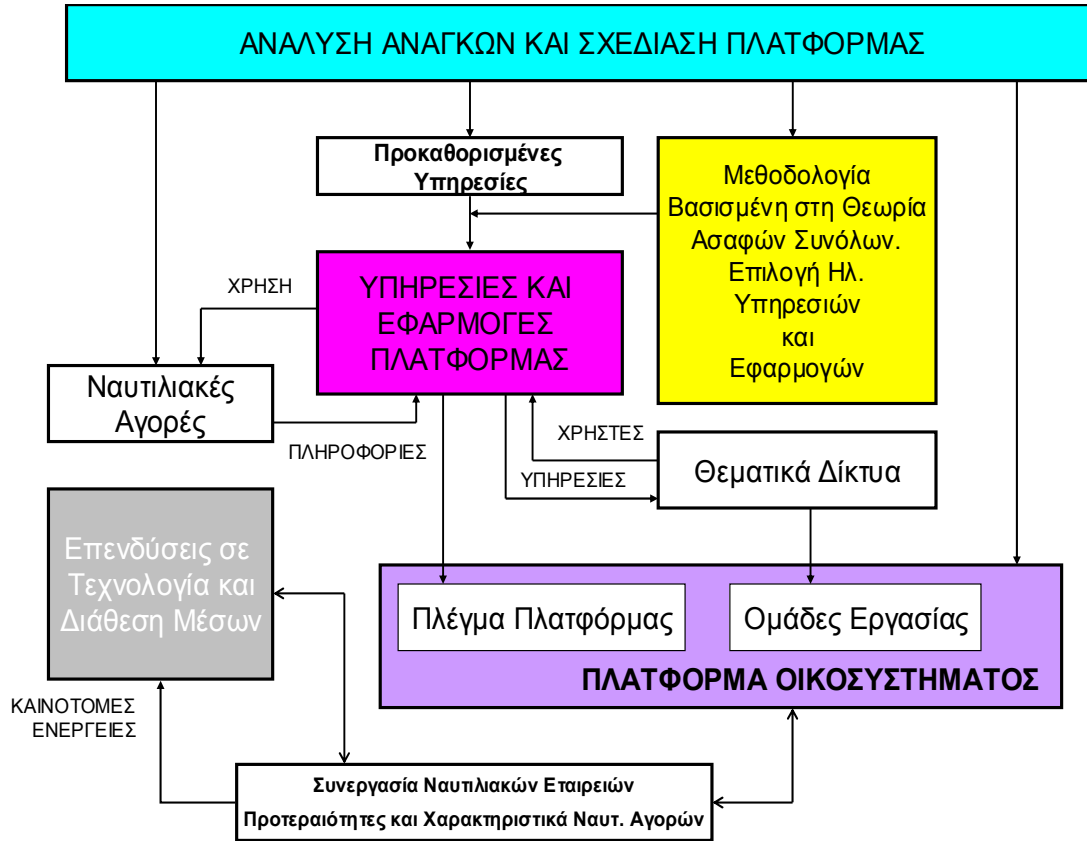 ΑΝΑΛΥΣΗ ΑΝΑΓΚΩΝ ΚΑΙ ΣΧΕΔΙΑΣΗ ΠΛΑΤΦΟΡΜΑΣ
Προκαθορισμένες
Υπηρεσίες
Μεθοδολογία
Βασισμένη στη Θεωρία
Ασαφών Συνόλων.
Επιλογή Ηλ.
Υπηρεσιών
και
Εφαρμογών
ΧΡΗΣΗ
ΥΠΗΡΕΣΙΕΣ ΚΑΙ
ΕΦΑΡΜΟΓΕΣ
ΠΛΑΤΦΟΡΜΑΣ
Ναυτιλιακές
Αγορές
ΠΛΗΡΟΦΟΡΙΕΣ
ΧΡΗΣΤΕΣ
ΥΠΗΡΕΣΙΕΣ
Θεματικά Δίκτυα
Επενδύσεις σε
Τεχνολογία και
Διάθεση Μέσων
Πλέγμα Πλατφόρμας
Ομάδες Εργασίας
ΠΛΑΤΦΟΡΜΑ ΟΙΚΟΣΥΣΤΗΜΑΤΟΣ
ΚΑΙΝΟΤΟΜΕΣ
ΕΝΕΡΓΕΙΕΣ
Συνεργασία Ναυτιλιακών Εταιρειών
Προτεραιότητες και Χαρακτηριστικά Ναυτ. Αγορών